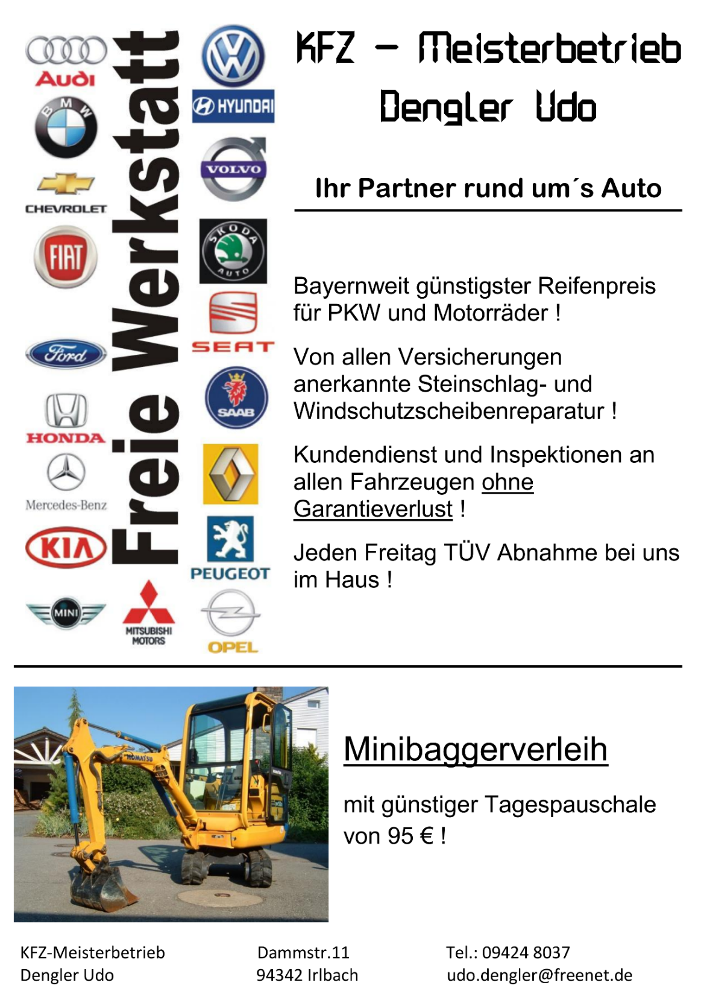 KFZ - Meisterbetrieb
Dengler Udo
Ihr Partner rund um´s Auto
Freie Werkstatt
Audi
BMW
CHEVROLET
FIAT
Ford
HONDA
Mercedes-Benz
KIA
MINI
MITSUBISHI
MOTORS
VW
HYUNDAI
VOLVO
SKODA
AUTO
SEAT
SAAB
PEUGEOT
OPEL
Bayernweit günstigster Reifenpreis
für PKW und Motorräder !
Von allen Versicherungen
anerkannte Steinschlag- und
Windschutzscheibenreparatur !
Kundendienst und Inspektionen an
allen Fahrzeugen ohne
Garantieverlust !
Jeden Freitag TÜV Abnahme bei uns
im Haus !
KOMATSU
Minibaggerverleih
mit günstiger Tagespauschale
von 95 € !
KFZ-Meisterbetrieb Dammstr.11 Tel.: 09424 8037
Dengler Udo 94342 Irlbach udo.dengler@freenet.de